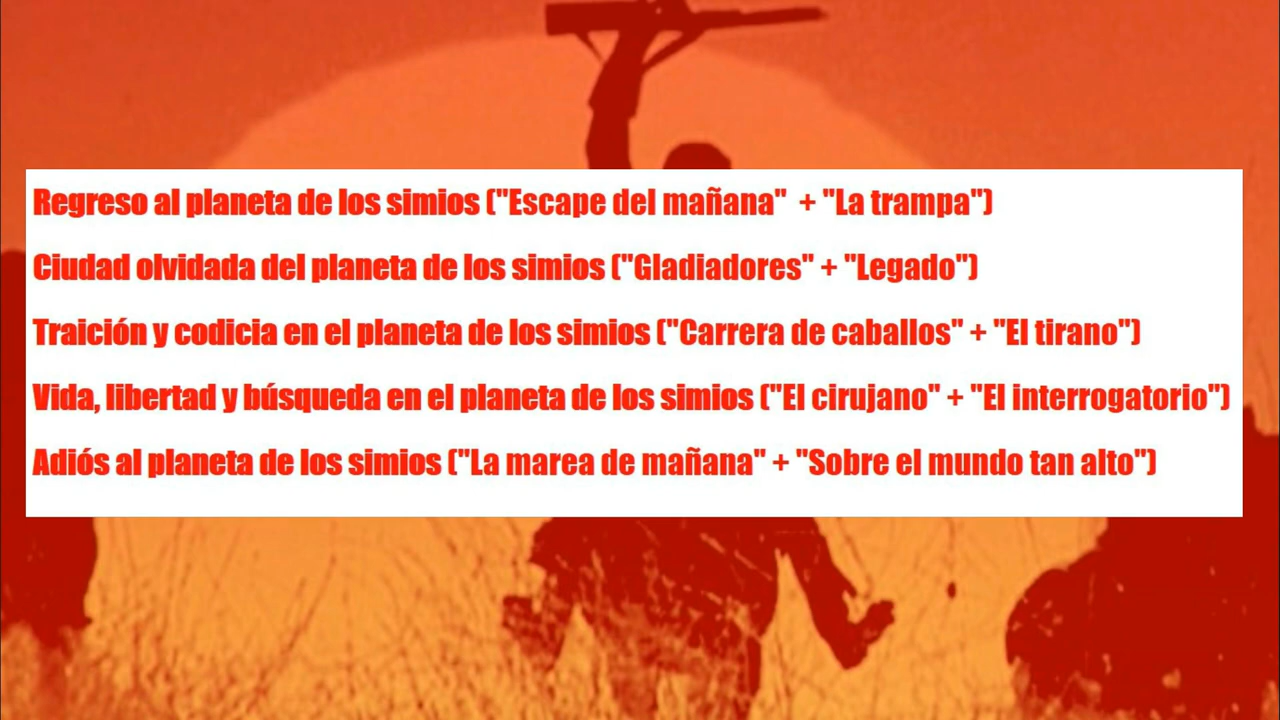 Regreso al planeta de los simios ("Escape del mañana"  + "La trampa")
Ciudad olvidada del planeta de los simios ("Gladiadores" + "Legado")
Traición y codicia en el planeta de los simios ("Carrera de caballos" + "El tirano")
Vida, libertad y búsqueda en el planeta de los simios ("El cirujano" + "El interrogatorio")
Adiós al planeta de los simios ("La marea de mañana" + "Sobre el mundo tan alto")